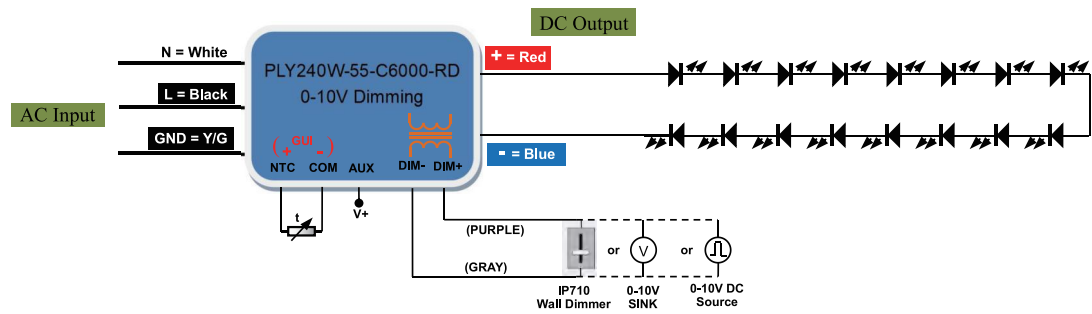 DC Output
N = White
+ = Red
PLY240W-55-C6000-RD
0-10V Dimming
L = Black
AC Input
GND = Y/G
(+ GUI -)
- = Blue
NTC COM AUX DIM- DIM+
t
V+
(PURPLE)
or V or
(GRAY)
IP710
Wall Dimmer
0-10V
SINK
0-10V DC
Source